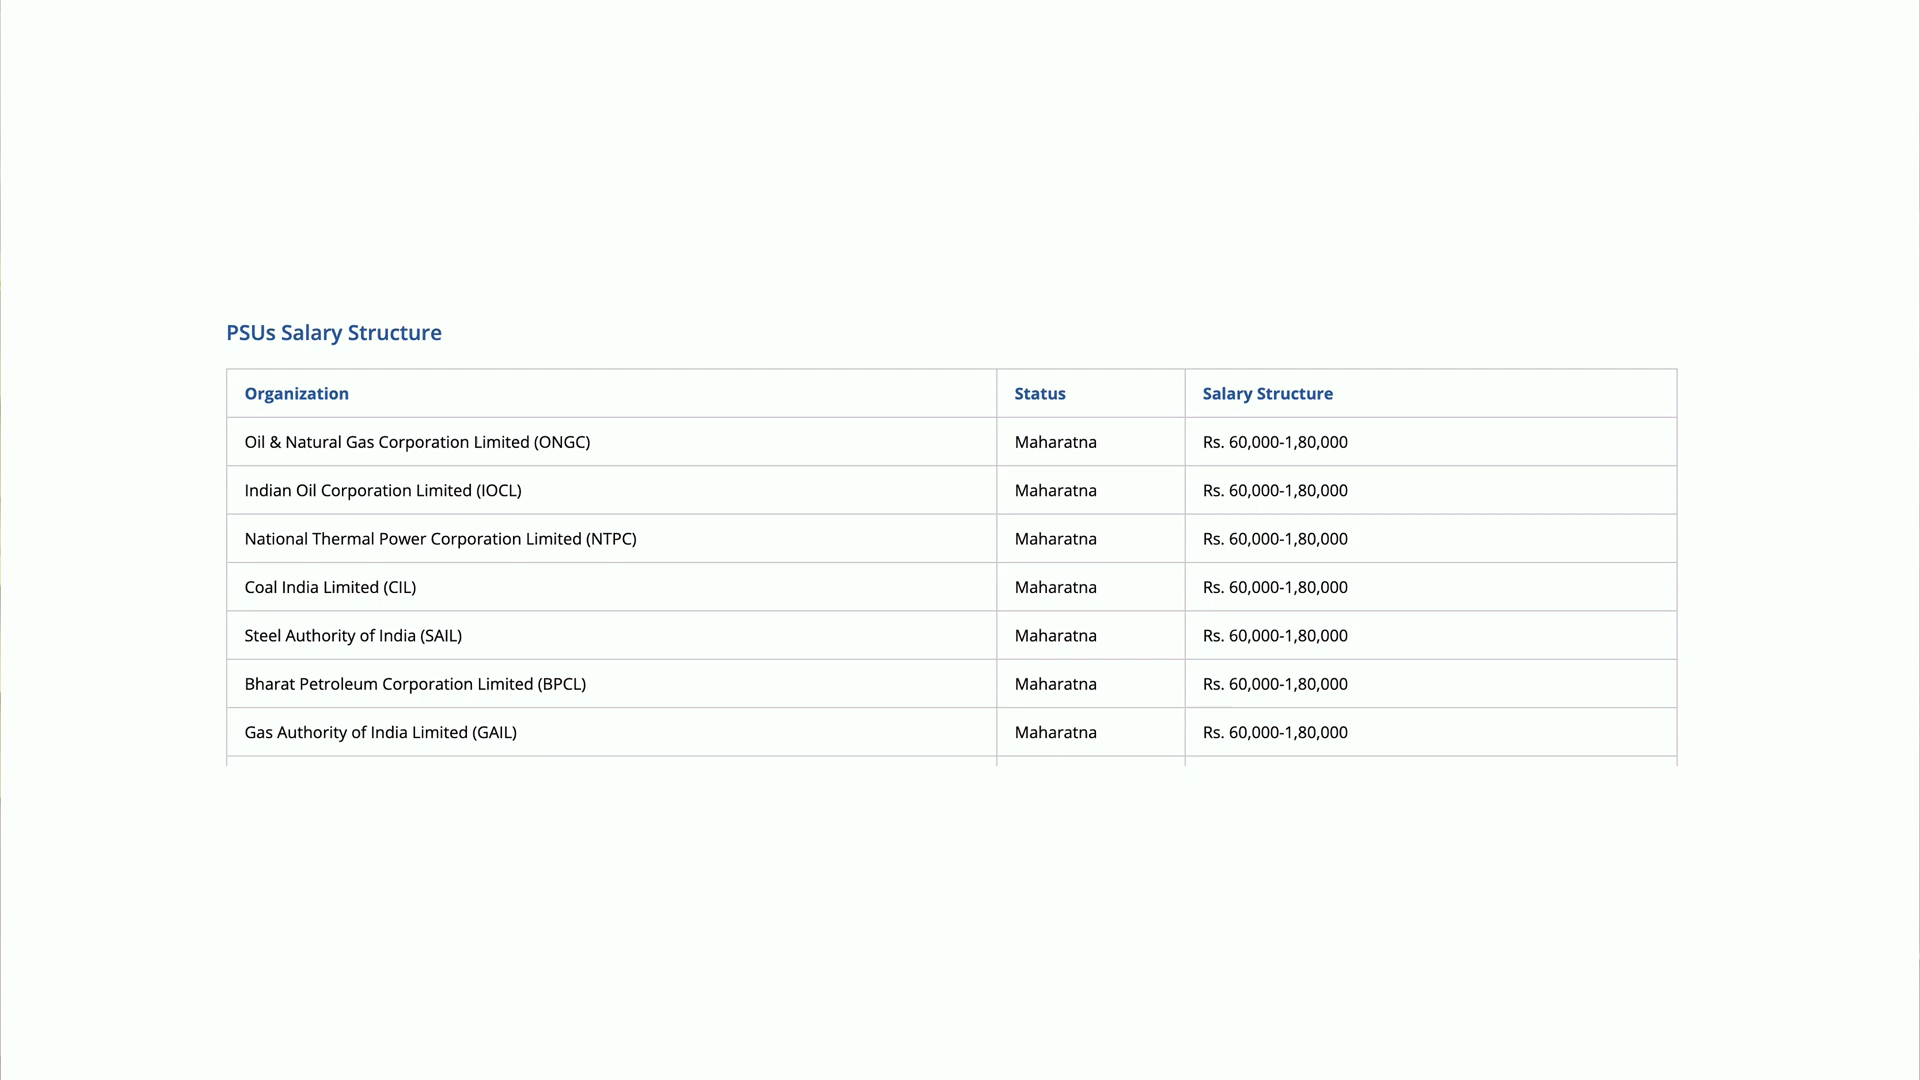 PSUs Salary Structure
Organization Status Salary Structure
Oil & Natural Gas Corporation Limited (ONGC) Maharatna Rs. 60,000-1,80,000
Indian Oil Corporation Limited (IOCL) Maharatna Rs. 60,000-1,80,000
National Thermal Power Corporation Limited (NTPC) Maharatna Rs. 60,000-1,80,000
Coal India Limited (CIL) Maharatna Rs. 60,000-1,80,000
Steel Authority of India (SAIL) Maharatna Rs. 60,000-1,80,000
Bharat Petroleum Corporation Limited (BPCL) Maharatna Rs. 60,000-1,80,000
Gas Authority of India Limited (GAIL) Maharatna Rs. 60,000-1,80,000